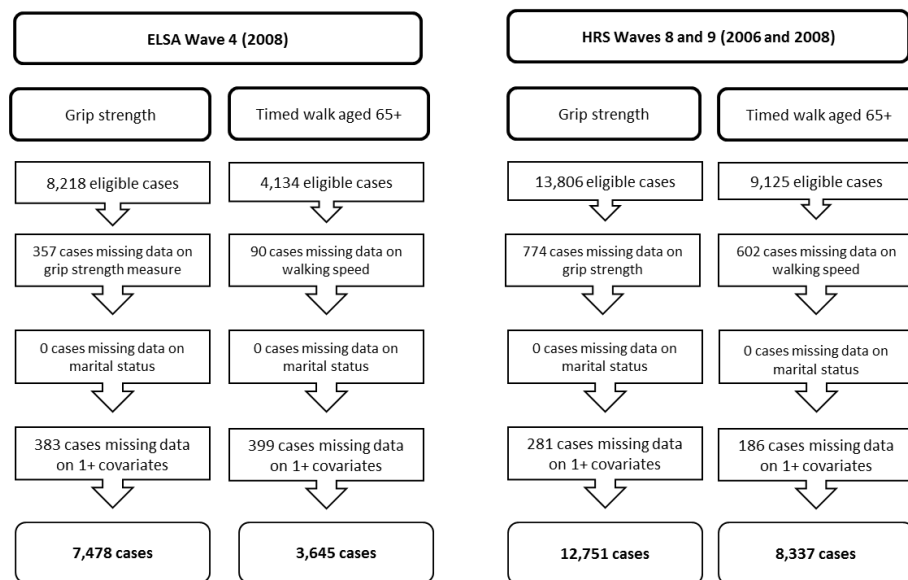 ELSA Wave 4 (2008)
HRS Waves 8 and 9 (2006 and 2008)
Grip strength
Timed walk aged 65+
Grip strength
Timed walk aged 65+
8,218 eligible cases
4,134 eligible cases
13,806 eligible cases
9,125 eligible cases
357 cases missing data on
grip strength measure
90 cases missing data on
walking speed
774 cases missing data on
grip strength
602 cases missing data on
walking speed
0 cases missing data on
marital status
0 cases missing data on
marital status
0 cases missing data on
marital status
0 cases missing data on
marital status
383 cases missing data
on 1+ covariates
399 cases missing data
on 1+ covariates
281 cases missing data
on 1+ covariates
186 cases missing data
on 1+ covariates
7,478 cases
3,645 cases
12,751 cases
8,337 cases